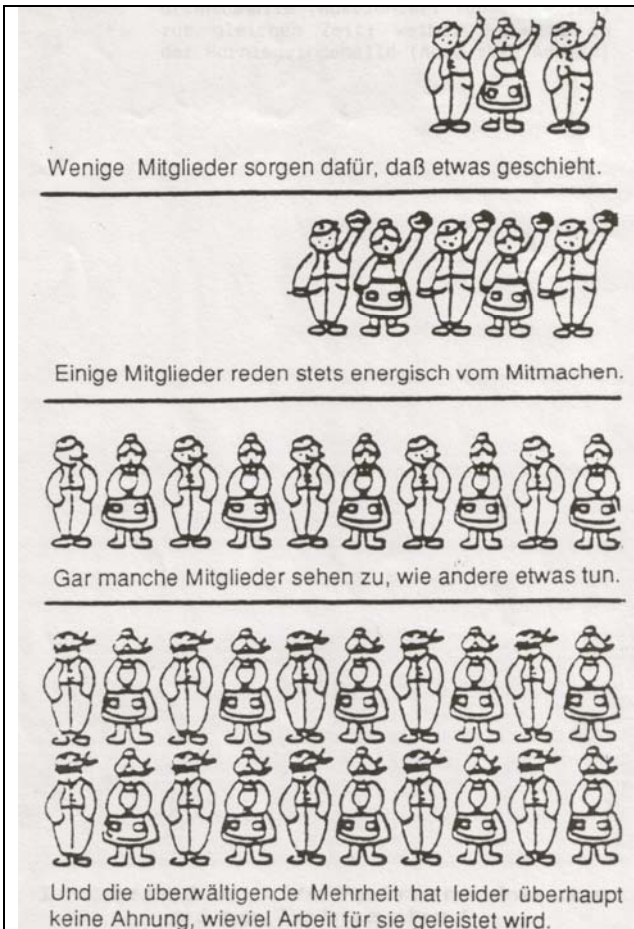 Wenige Mitglieder sorgen dafür, daß etwas geschieht.
Einige Mitglieder reden stets energisch vom Mitmachen.
Gar manche Mitglieder sehen zu, wie andere etwas tun.
Und die überwältigende Mehrheit hat leider überhaupt
keine Ahnung, wieviel Arbeit für sie geleistet wird.